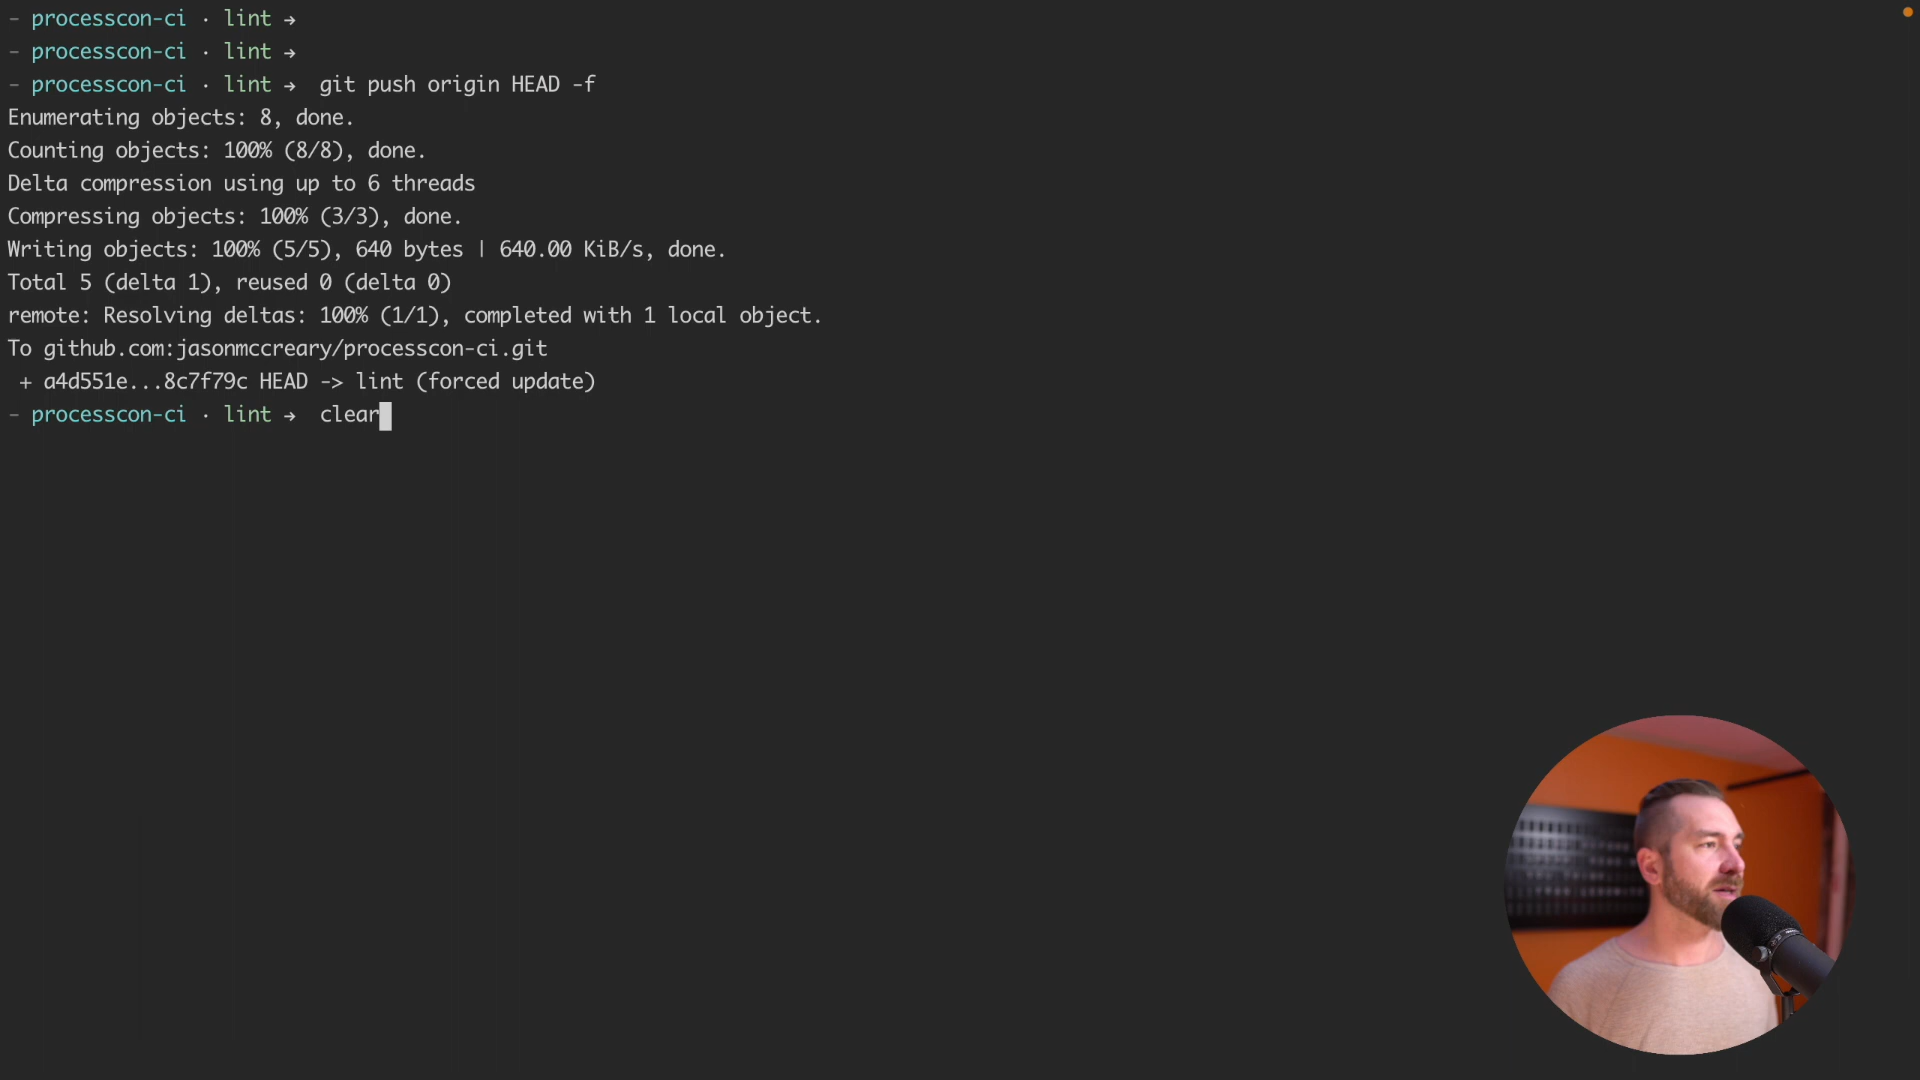 - processcon-ci · lint →
- processcon-ci · lint →
- processcon-ci · lint → git push origin HEAD -f
Enumerating objects: 8, done.
Counting objects: 100% (8/8), done.
Delta compression using up to 6 threads
Compressing objects: 100% (3/3), done.
Writing objects: 100% (5/5), 640 bytes | 640.00 KiB/s, done.
Total 5 (delta 1), reused 0 (delta 0)
remote: Resolving deltas: 100% (1/1), completed with 1 local object.
To github.com:jasonmccreary/processcon-ci.git
+ a4d551e...8c7f79c HEAD -> lint (forced update)
- processcon-ci · lint → clear